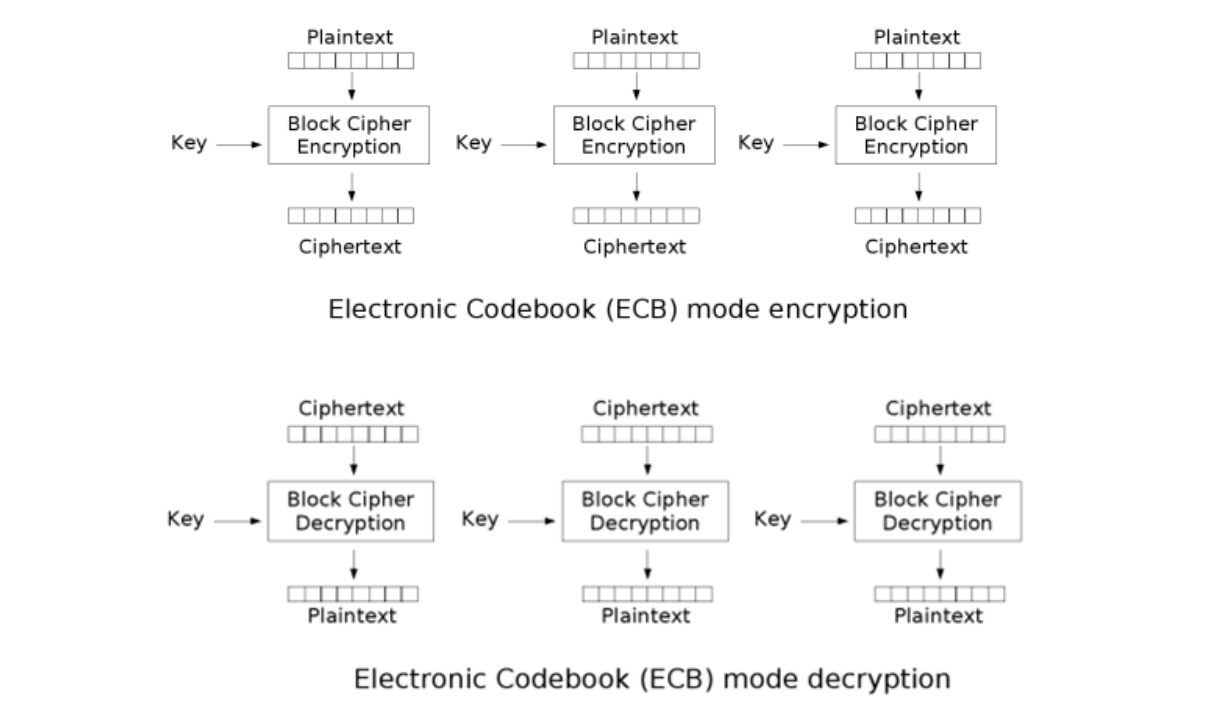 Plaintext Plaintext Plaintext
Key Block Cipher Key Block Cipher Key Block Cipher
Encryption Encryption Encryption
Ciphertext Ciphertext Ciphertext
Electronic Codebook (ECB) mode encryption
Ciphertext Ciphertext Ciphertext
Key Block Cipher Key Block Cipher Key Block Cipher
Decryption Decryption Decryption
Plaintext Plaintext Plaintext
Electronic Codebook (ECB) mode decryption